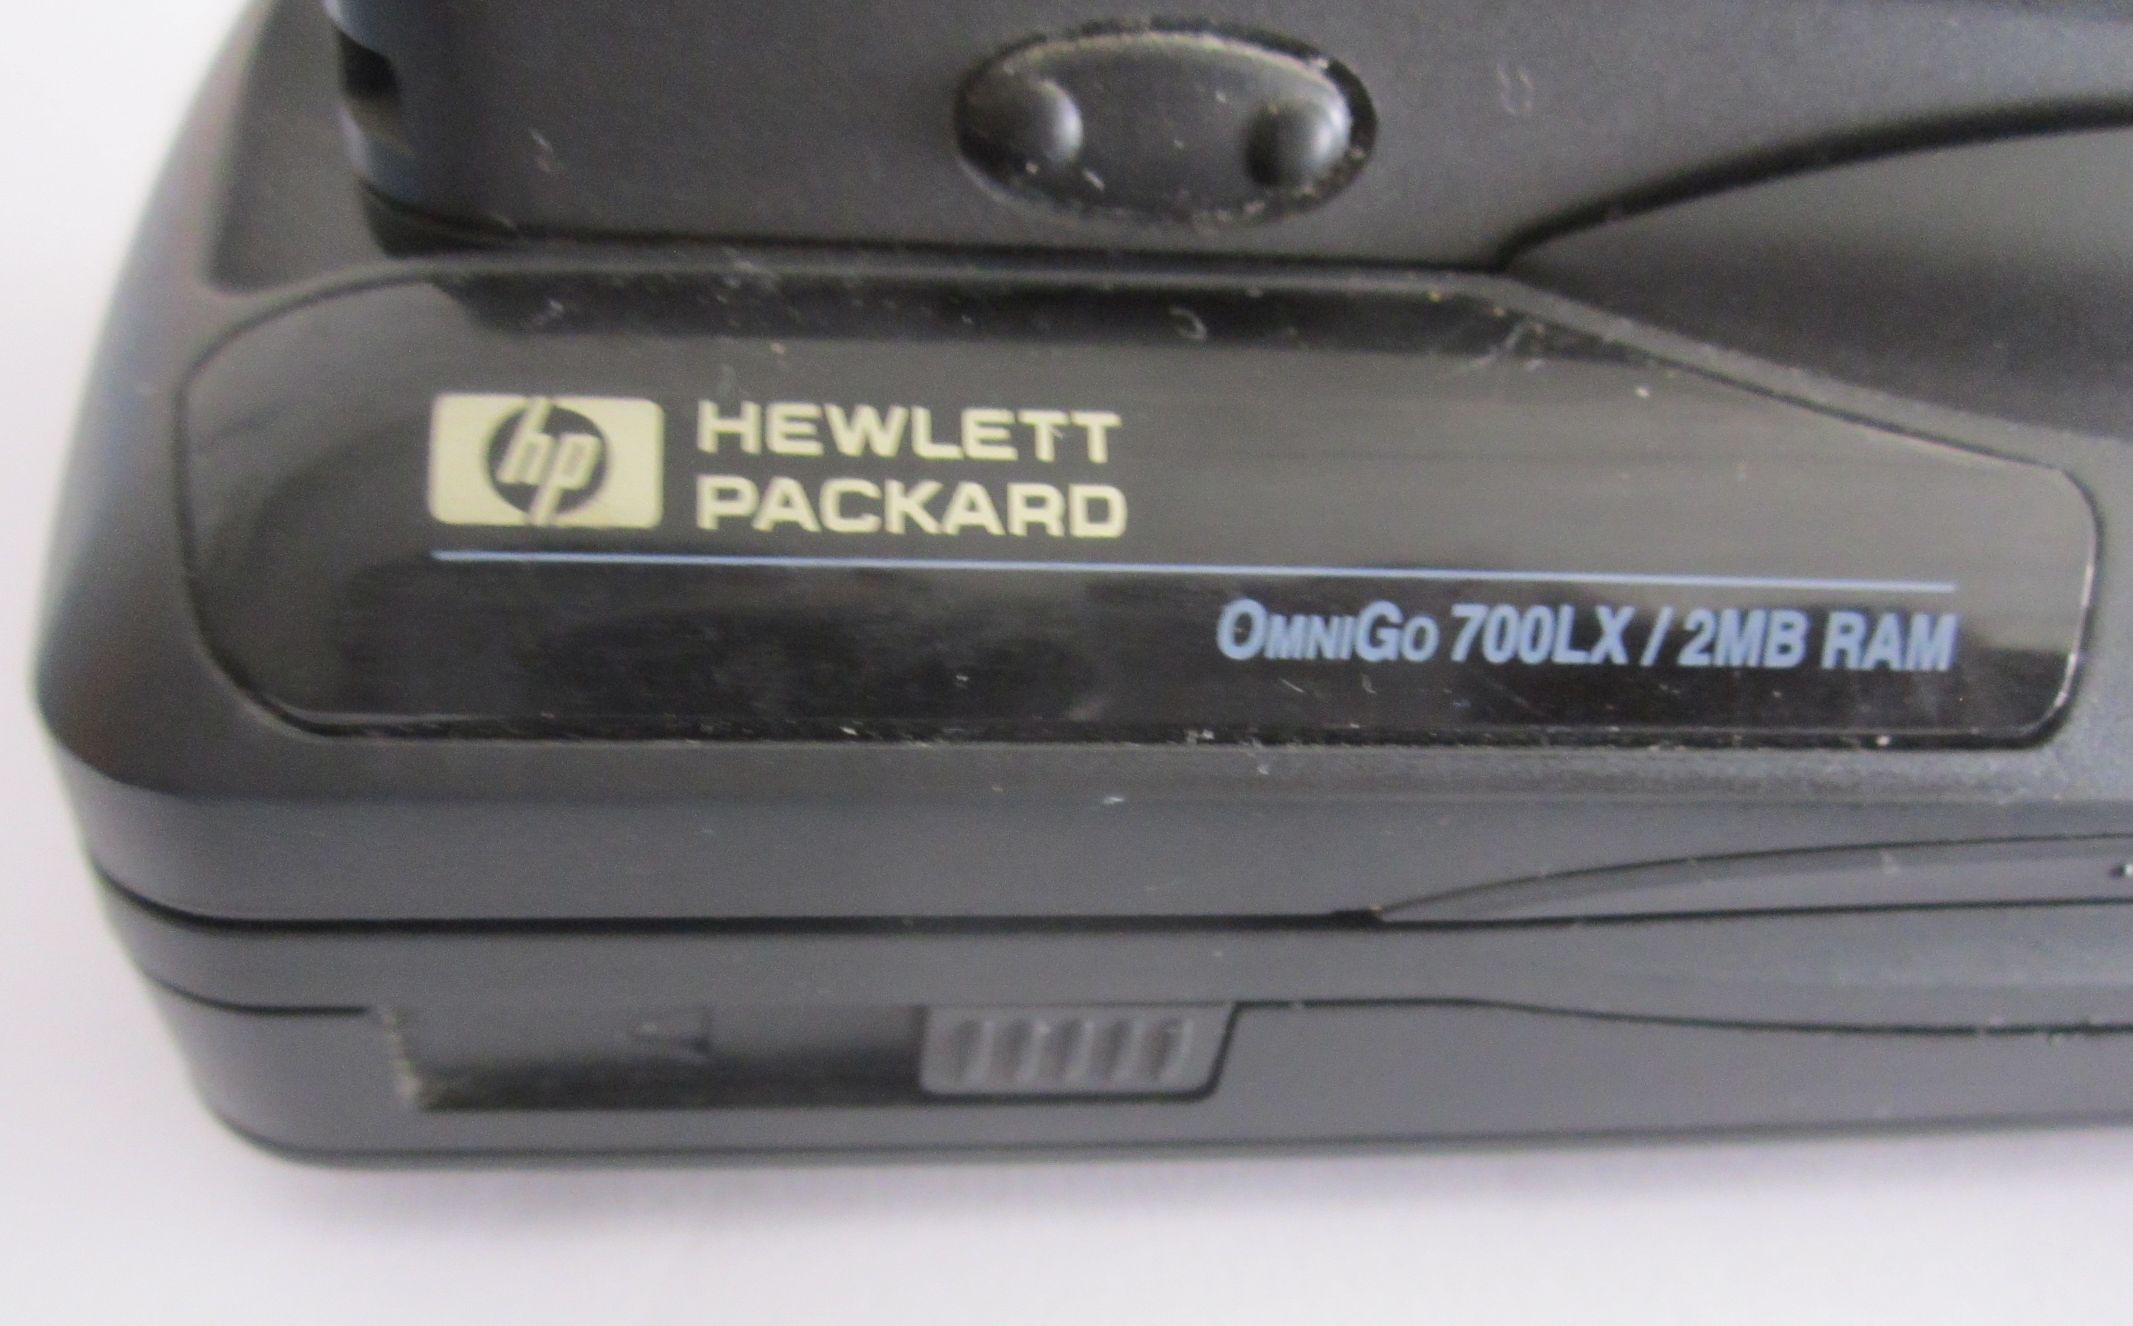 hp
HEWLETT
PACKARD
OMNIGO 700LX / 2MB RAM